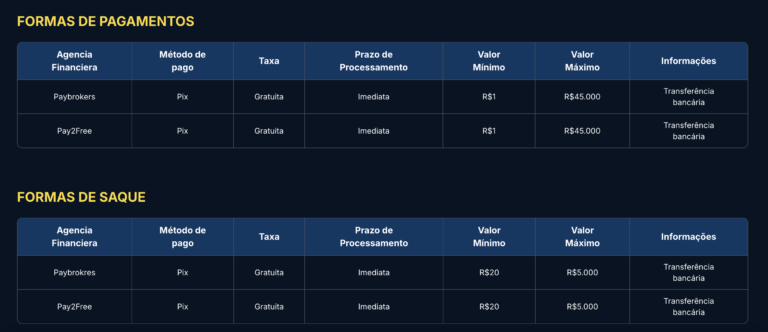 FORMAS DE PAGAMENTOS
Agencia Financiera Método de pago Taxa Prazo de Processamento Valor Mínimo Valor Máximo Informações
Paybrokers Pix Gratuita Imediata R$1 R$45.000 Transferência bancária
Pay2Free Pix Gratuita Imediata R$1 R$45.000 Transferência bancária
FORMAS DE SAQUE
Agencia Financiera Método de pago Taxa Prazo de Processamento Valor Mínimo Valor Máximo Informações
Paybrokres Pix Gratuita Imediata R$20 R$5.000 Transferência bancária
Pay2Free Pix Gratuita Imediata R$20 R$5.000 Transferência bancária